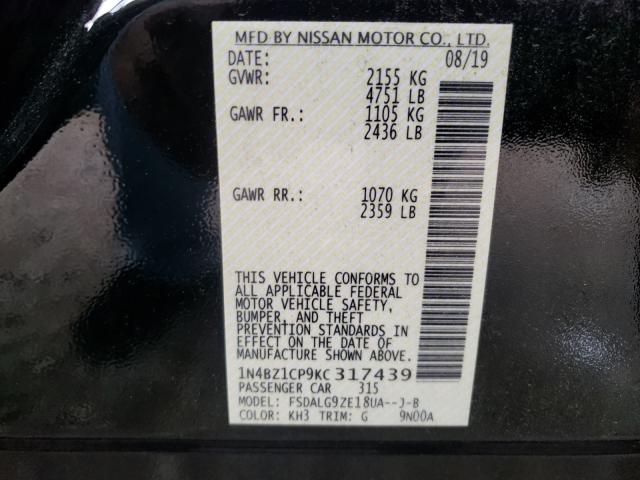 MFD BY NISSAN MOTOR CO., LTD.
DATE: 08/19
GVWR: 2155 KG
4751 LB
GAWR FR.: 1105 KG
2436 LB
GAWR RR.: 1070 KG
2359 LB
THIS VEHICLE CONFORMS TO
ALL APPLICABLE FEDERAL
MOTOR VEHICLE SAFETY,
BUMPER, AND THEFT
PREVENTION STANDARDS IN
EFFECT ON THE DATE OF
MANUFACTURE SHOWN ABOVE.
1N4BZ1CP9KC317439
PASSENGER CAR 315
MODEL: FSDALG9ZE18UA--J-B
COLOR: KH3 TRIM: G 9N00A